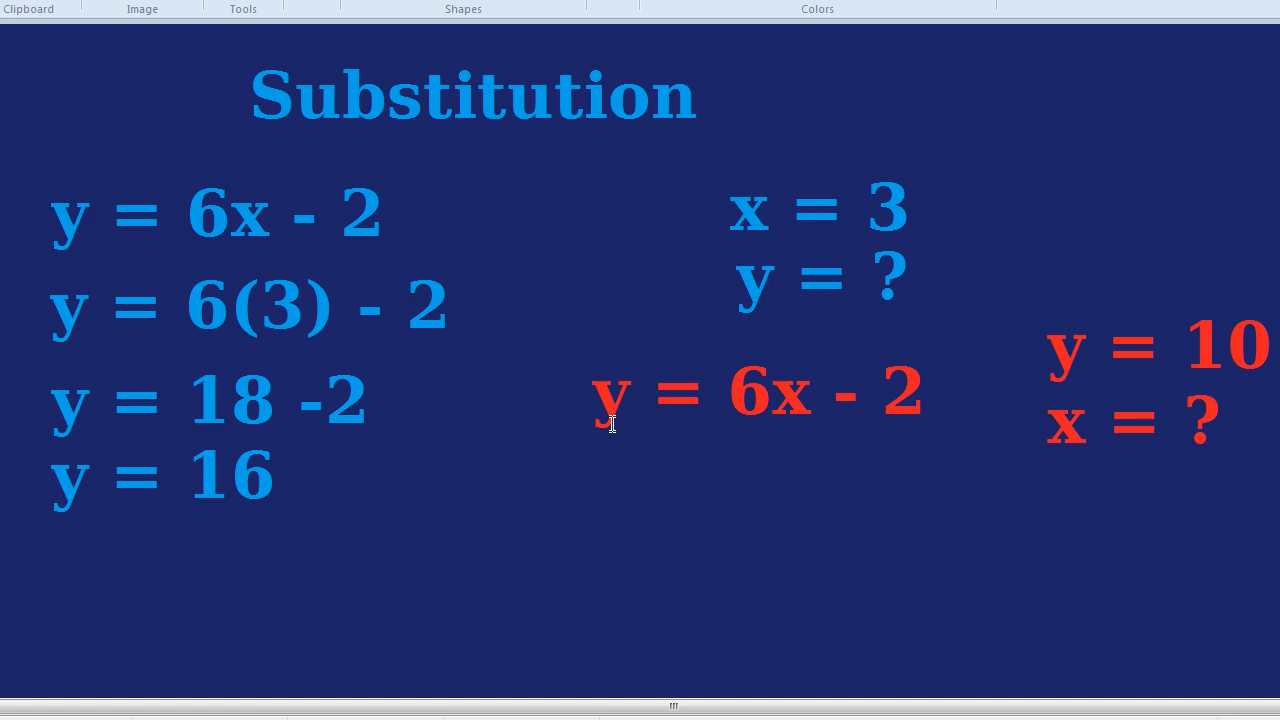 Clipboard Image Tools Shapes Colors
Substitution
y = 6x - 2
y = 6(3) - 2
y = 18 -2
y = 16
x = 3
y = ?
y = 6x - 2
y = 10
x = ?